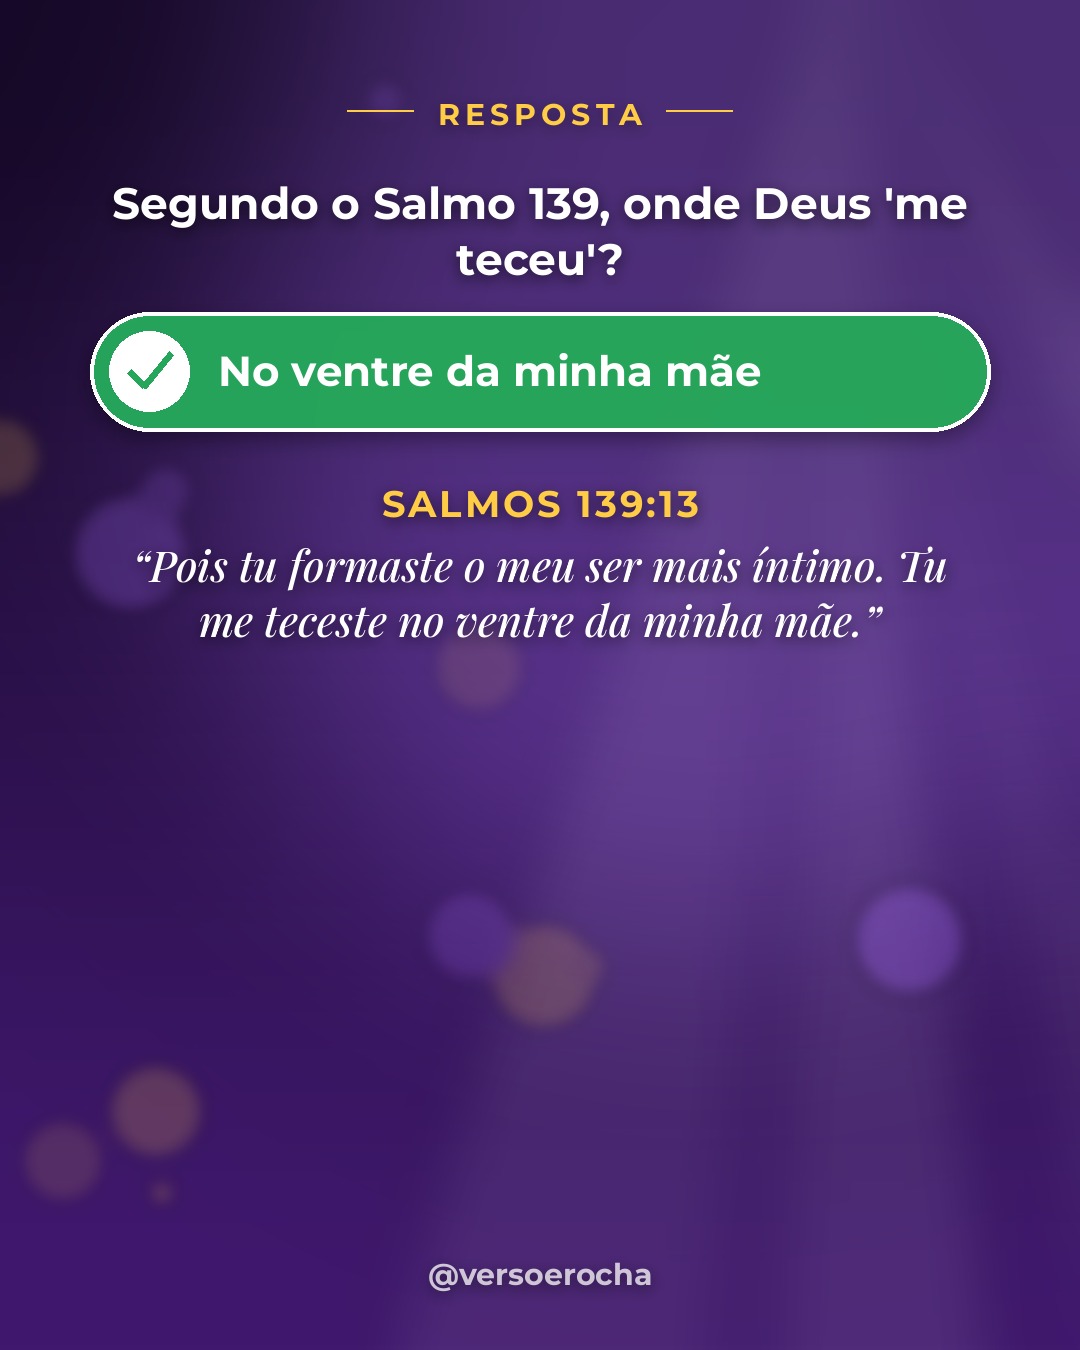 RESPOSTA
Segundo o Salmo 139, onde Deus 'me
teceu'?
No ventre da minha mãe
SALMOS 139:13
“Pois tu formaste o meu ser mais íntimo. Tu
me teceste no ventre da minha mãe.”
@versoerocha